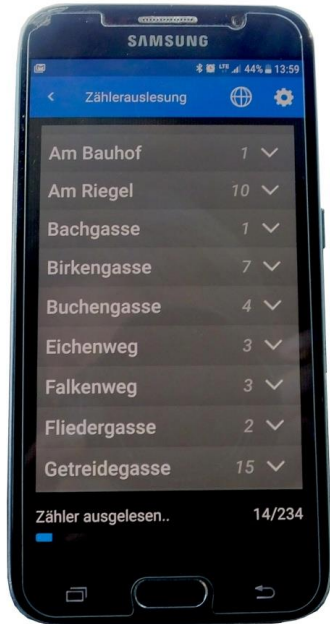 SAMSUNG
LTE 44% 13:59
Zählerauslesung
Am Bauhof 1
Am Riegel 10
Bachgasse 1
Birkengasse 7
Buchengasse 4
Eichenweg 3
Falkenweg 3
Fliedergasse 2
Getreidegasse 15
Zähler ausgelesen.. 14/234